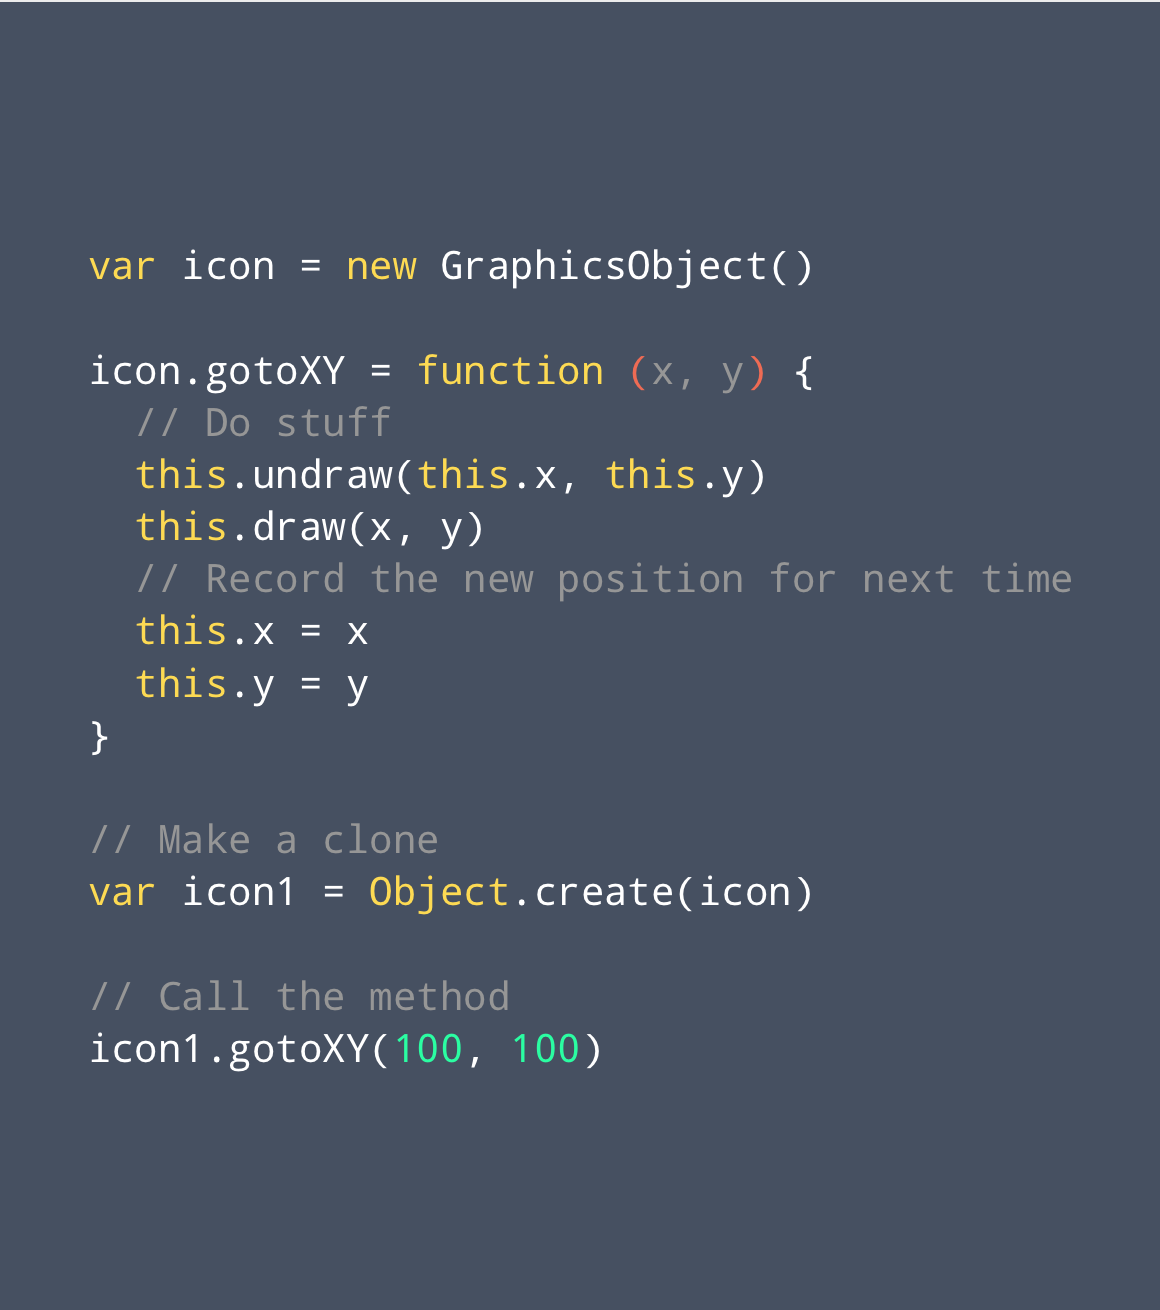 var icon = new GraphicsObject()

icon.gotoXY = function (x, y) {
  // Do stuff
  this.undraw(this.x, this.y)
  this.draw(x, y)
  // Record the new position for next time
  this.x = x
  this.y = y
}

// Make a clone
var icon1 = Object.create(icon)

// Call the method
icon1.gotoXY(100, 100)